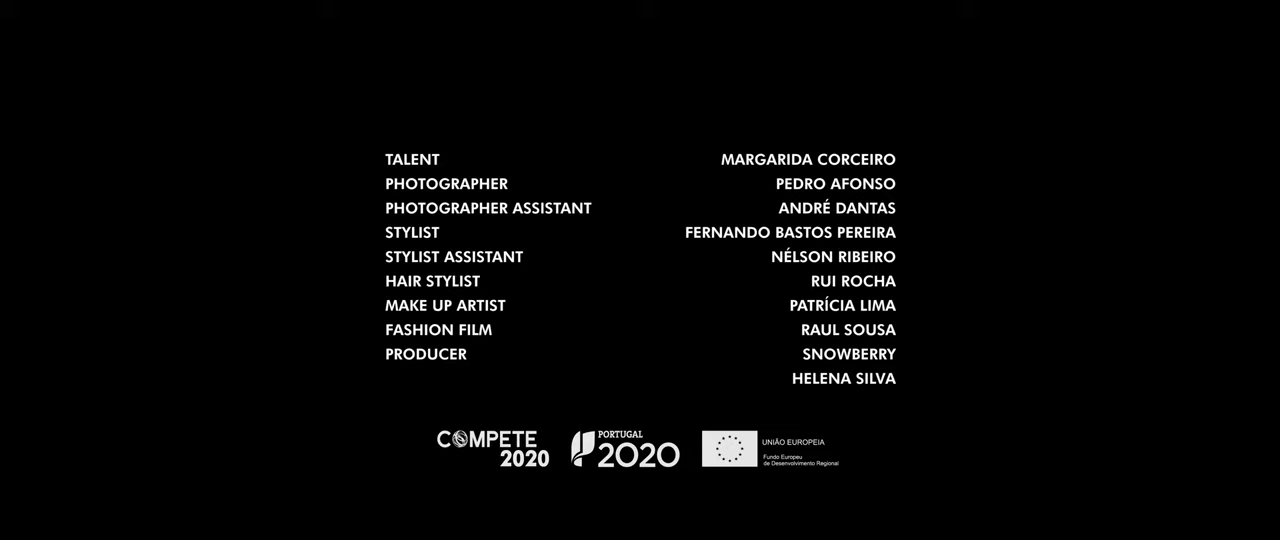 TALENT MARGARIDA CORCEIRO
PHOTOGRAPHER PEDRO AFONSO
PHOTOGRAPHER ASSISTANT ANDRÉ DANTAS
STYLIST FERNANDO BASTOS PEREIRA
STYLIST ASSISTANT NÉLSON RIBEIRO
HAIR STYLIST RUI ROCHA
MAKE UP ARTIST PATRÍCIA LIMA
FASHION FILM RAUL SOUSA
PRODUCER SNOWBERRY
HELENA SILVA
COMPETE
2020
PORTUGAL
2020
UNIÃO EUROPEIA
Fundo Europeu
de Desenvolvimento Regional